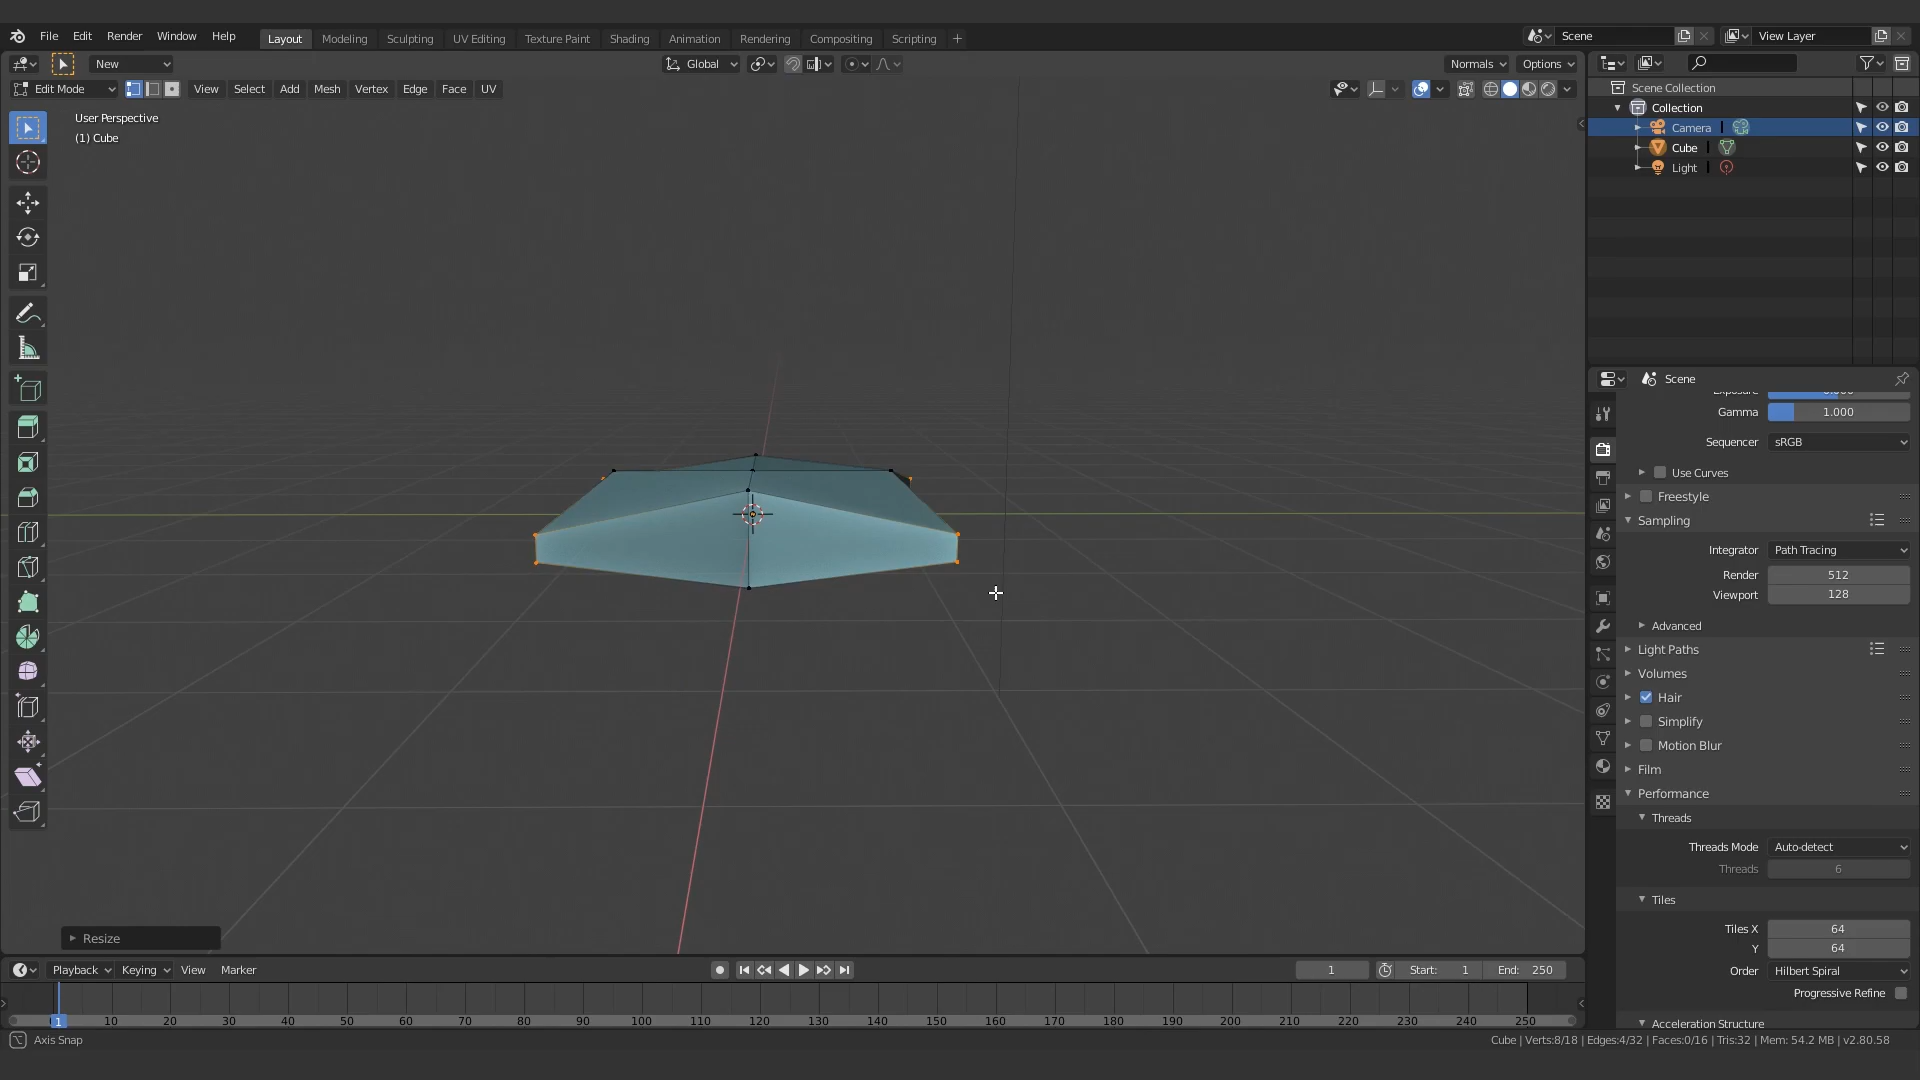 File Edit Render Window Help Layout Modeling Sculpting UV Editing Texture Paint Shading Animation Rendering Compositing Scripting + Scene View Layer
New Global Normals Options
Edit Mode View Select Add Mesh Vertex Edge Face UV
User Perspective
(1) Cube
Scene Collection
Collection
Camera
Cube
Light
Scene
Gamma 1.000
Sequencer sRGB
Use Curves
Freestyle
Sampling
Integrator Path Tracing
Render 512
Viewport 128
Advanced
Light Paths
Volumes
Hair
Simplify
Motion Blur
Film
Performance
Threads
Threads Mode Auto-detect
Threads 6
Tiles
Tiles X 64
Y 64
Order Hilbert Spiral
Progressive Refine
Acceleration Structure
Resize
Playback Keying View Marker 1 Start: 1 End: 250
1 10 20 30 40 50 60 70 80 90 100 110 120 130 140 150 160 170 180 190 200 210 220 230 240 250
Axis Snap Cube | Verts:8/18 | Edges:4/32 | Faces:0/16 | Tris:32 | Mem: 54.2 MB | v2.80.58